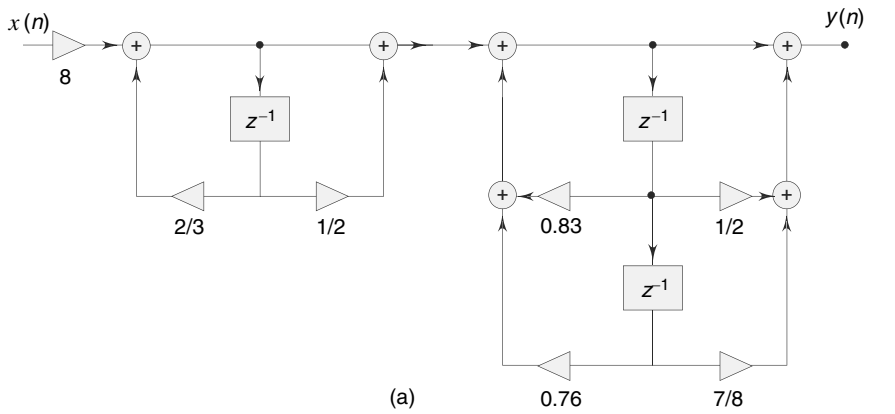 x(n)
y(n)
+ + + +
8
z−1 z−1
+ +
2/3 1/2 0.83 1/2
z−1
(a)
0.76 7/8